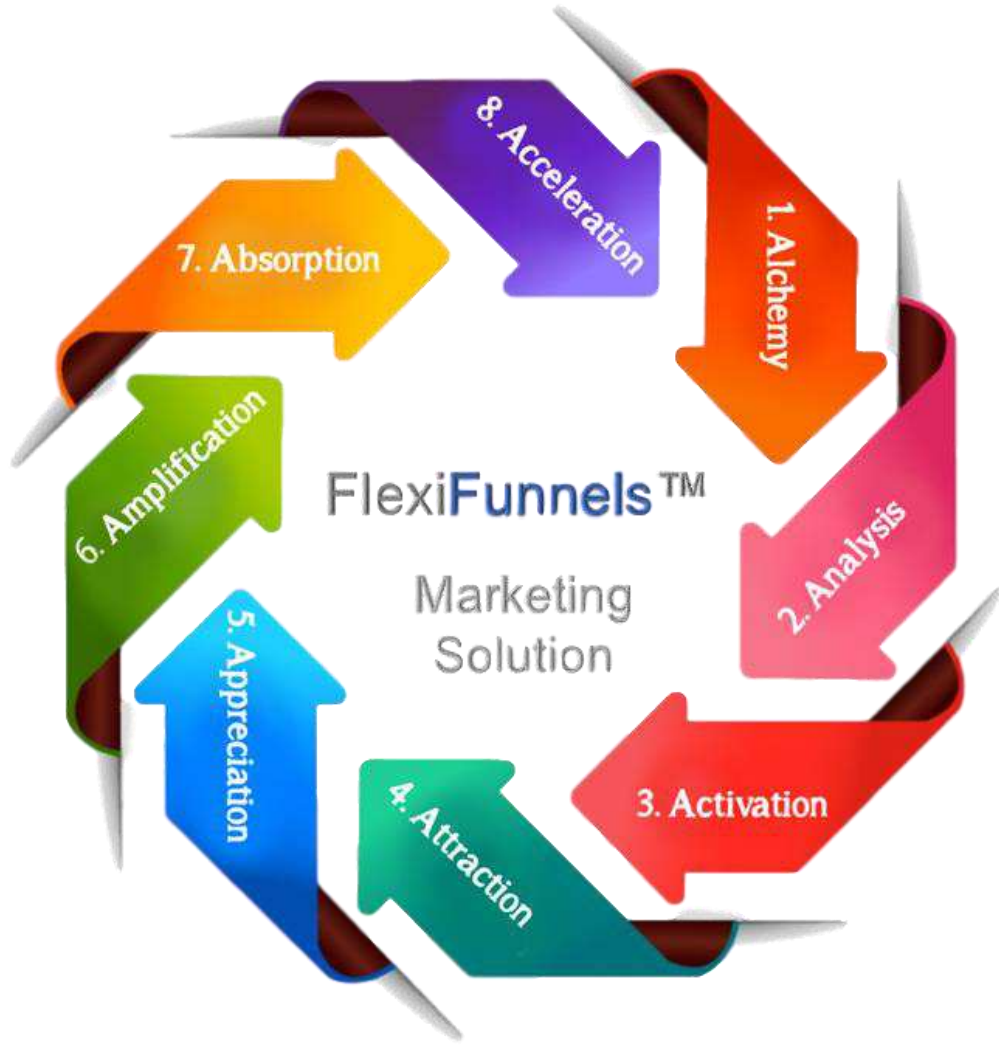 FlexiFunnels™
Marketing
Solution
1. Alchemy
2. Analysis
3. Activation
4. Attraction
5. Appreciation
6. Amplification
7. Absorption
8. Acceleration